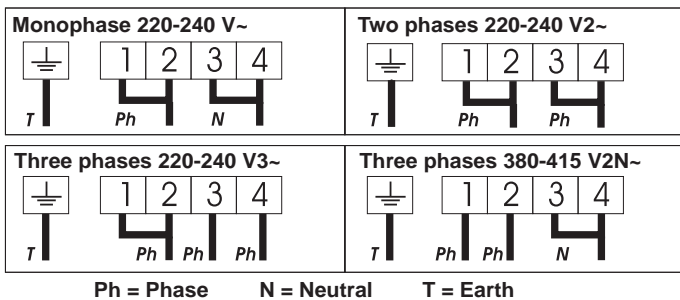 Monophase 220-240 V~
1 2 3 4
T Ph N
Two phases 220-240 V2~
1 2 3 4
T Ph Ph
Three phases 220-240 V3~
1 2 3 4
T Ph Ph Ph
Three phases 380-415 V2N~
1 2 3 4
T Ph Ph N
Ph = Phase N = Neutral T = Earth